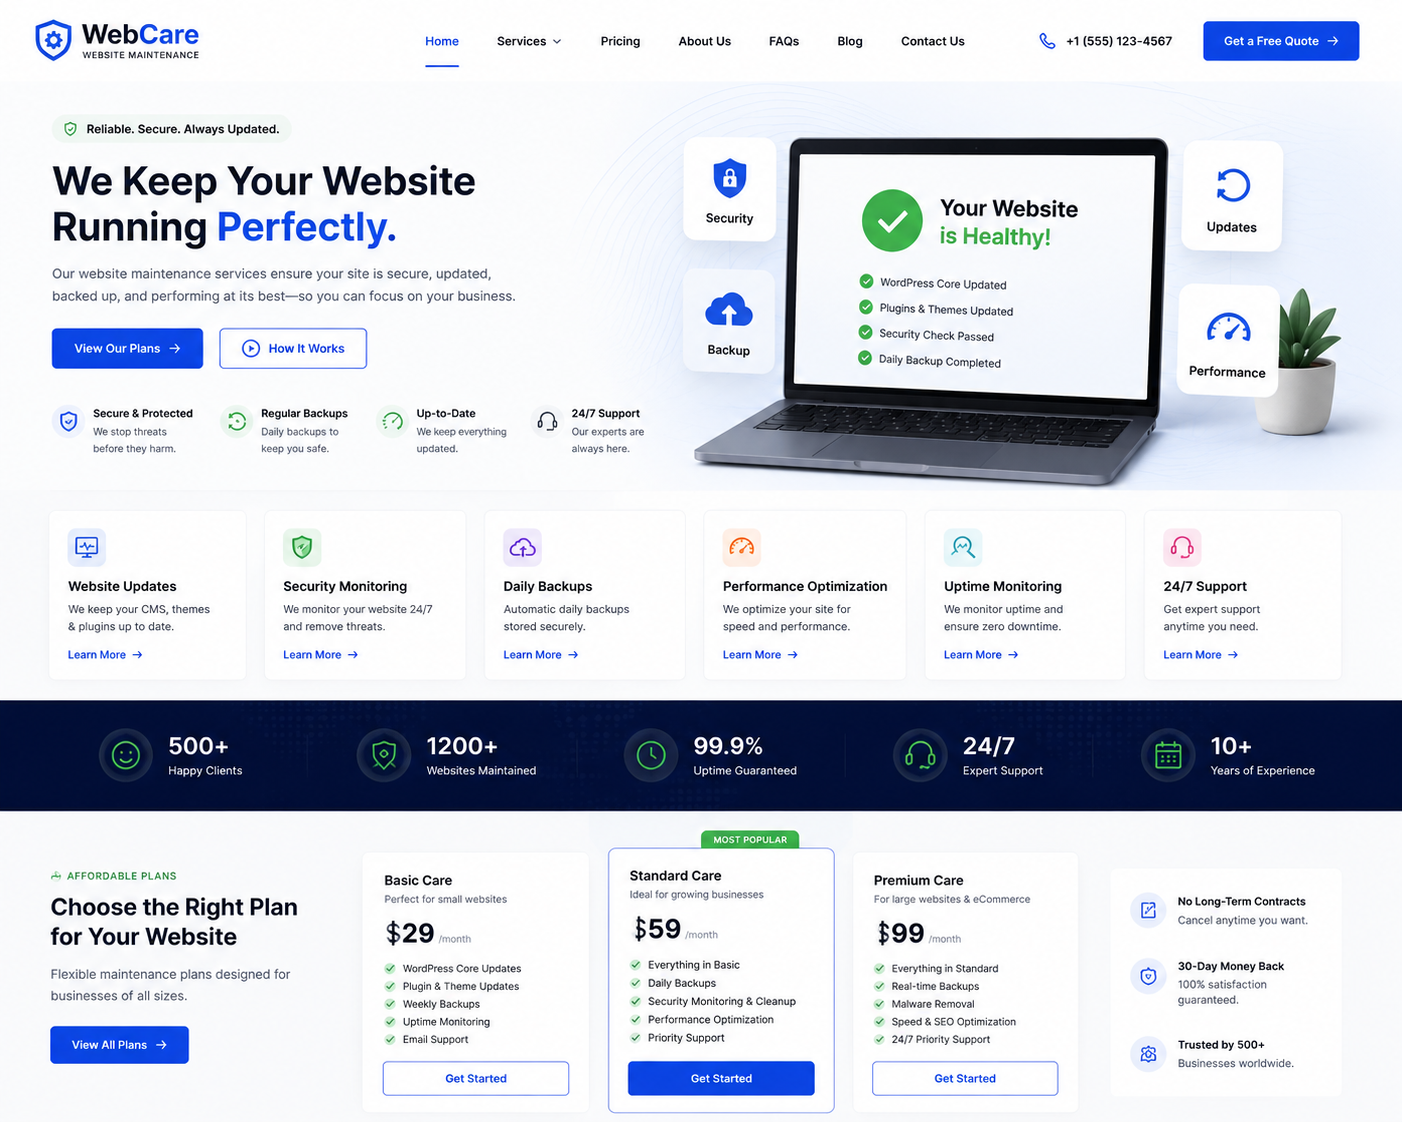 WebCare
WEBSITE MAINTENANCE
Home
Services
Pricing
About Us
FAQs
Blog
Contact Us
+1 (555) 123-4567
Get a Free Quote →
Reliable. Secure. Always Updated.
We Keep Your Website
Running Perfectly.
Our website maintenance services ensure your site is secure, updated,
backed up, and performing at its best—so you can focus on your business.
View Our Plans →
How It Works
Secure & Protected
We stop threats
before they harm.
Regular Backups
Daily backups to
keep you safe.
Up-to-Date
We keep everything
updated.
24/7 Support
Our experts are
always here.
Security
Backup
Your Website
is Healthy!
WordPress Core Updated
Plugins & Themes Updated
Security Check Passed
Daily Backup Completed
Updates
Performance
Website Updates
We keep your CMS, themes
& plugins up to date.
Learn More →
Security Monitoring
We monitor your website 24/7
and remove threats.
Learn More →
Daily Backups
Automatic daily backups
stored securely.
Learn More →
Performance Optimization
We optimize your site for
speed and performance.
Learn More →
Uptime Monitoring
We monitor uptime and
ensure zero downtime.
Learn More →
24/7 Support
Get expert support
anytime you need.
Learn More →
500+
Happy Clients
1200+
Websites Maintained
99.9%
Uptime Guaranteed
24/7
Expert Support
10+
Years of Experience
AFFORDABLE PLANS
Choose the Right Plan
for Your Website
Flexible maintenance plans designed for
businesses of all sizes.
View All Plans →
Basic Care
Perfect for small websites
$29 /month
WordPress Core Updates
Plugin & Theme Updates
Weekly Backups
Uptime Monitoring
Email Support
Get Started
MOST POPULAR
Standard Care
Ideal for growing businesses
$59 /month
Everything in Basic
Daily Backups
Security Monitoring & Cleanup
Performance Optimization
Priority Support
Get Started
Premium Care
For large websites & eCommerce
$99 /month
Everything in Standard
Real-time Backups
Malware Removal
Speed & SEO Optimization
24/7 Priority Support
Get Started
No Long-Term Contracts
Cancel anytime you want.
30-Day Money Back
100% satisfaction
guaranteed.
Trusted by 500+
Businesses worldwide.